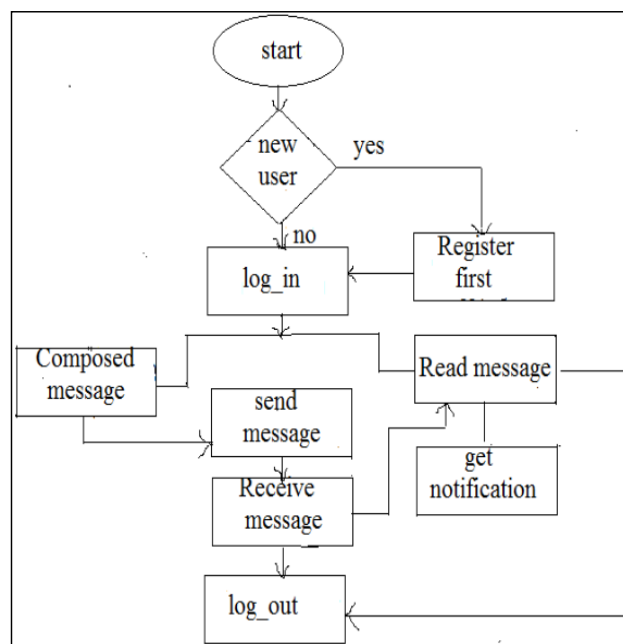 start
new
user
yes
no
Register
first
log_in
Composed
message
Read message
send
message
get
notification
Receive
message
log_out